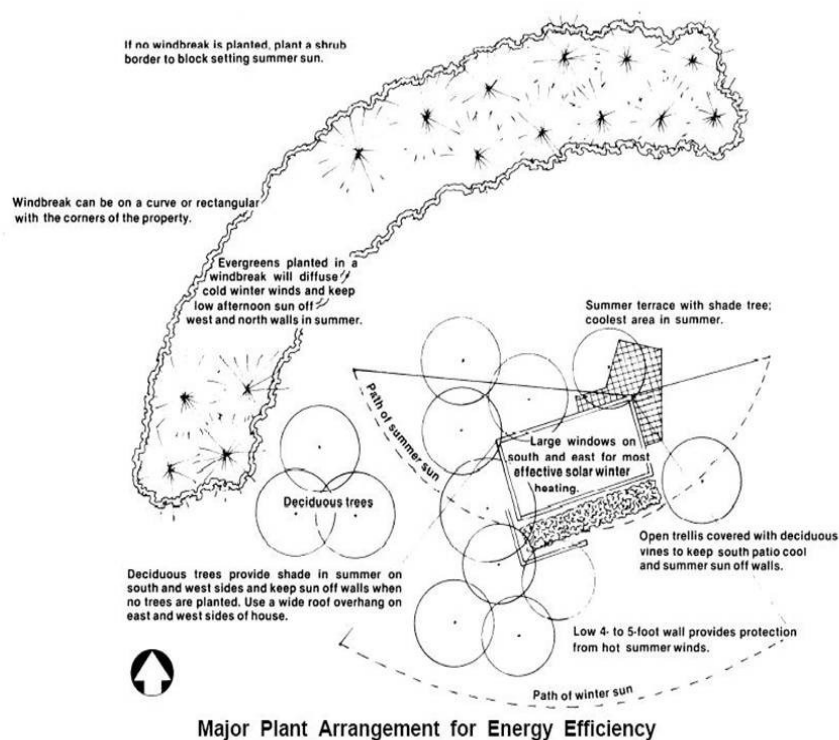 If no windbreak is planted, plant a shrub
border to block setting summer sun.
Windbreak can be on a curve or rectangular
with the corners of the property.
Evergreens planted in a
windbreak will diffuse
cold winter winds and keep
low afternoon sun off
west and north walls in summer.
Summer terrace with shade tree;
coolest area in summer.
Path of summer sun
Large windows on
south and east for most
effective solar winter
heating.
Deciduous trees
Open trellis covered with deciduous
vines to keep south patio cool
and summer sun off walls.
Deciduous trees provide shade in summer on
south and west sides and keep sun off walls when
no trees are planted. Use a wide roof overhang on
east and west sides of house.
Low 4- to 5-foot wall provides protection
from hot summer winds.
Path of winter sun
Major Plant Arrangement for Energy Efficiency